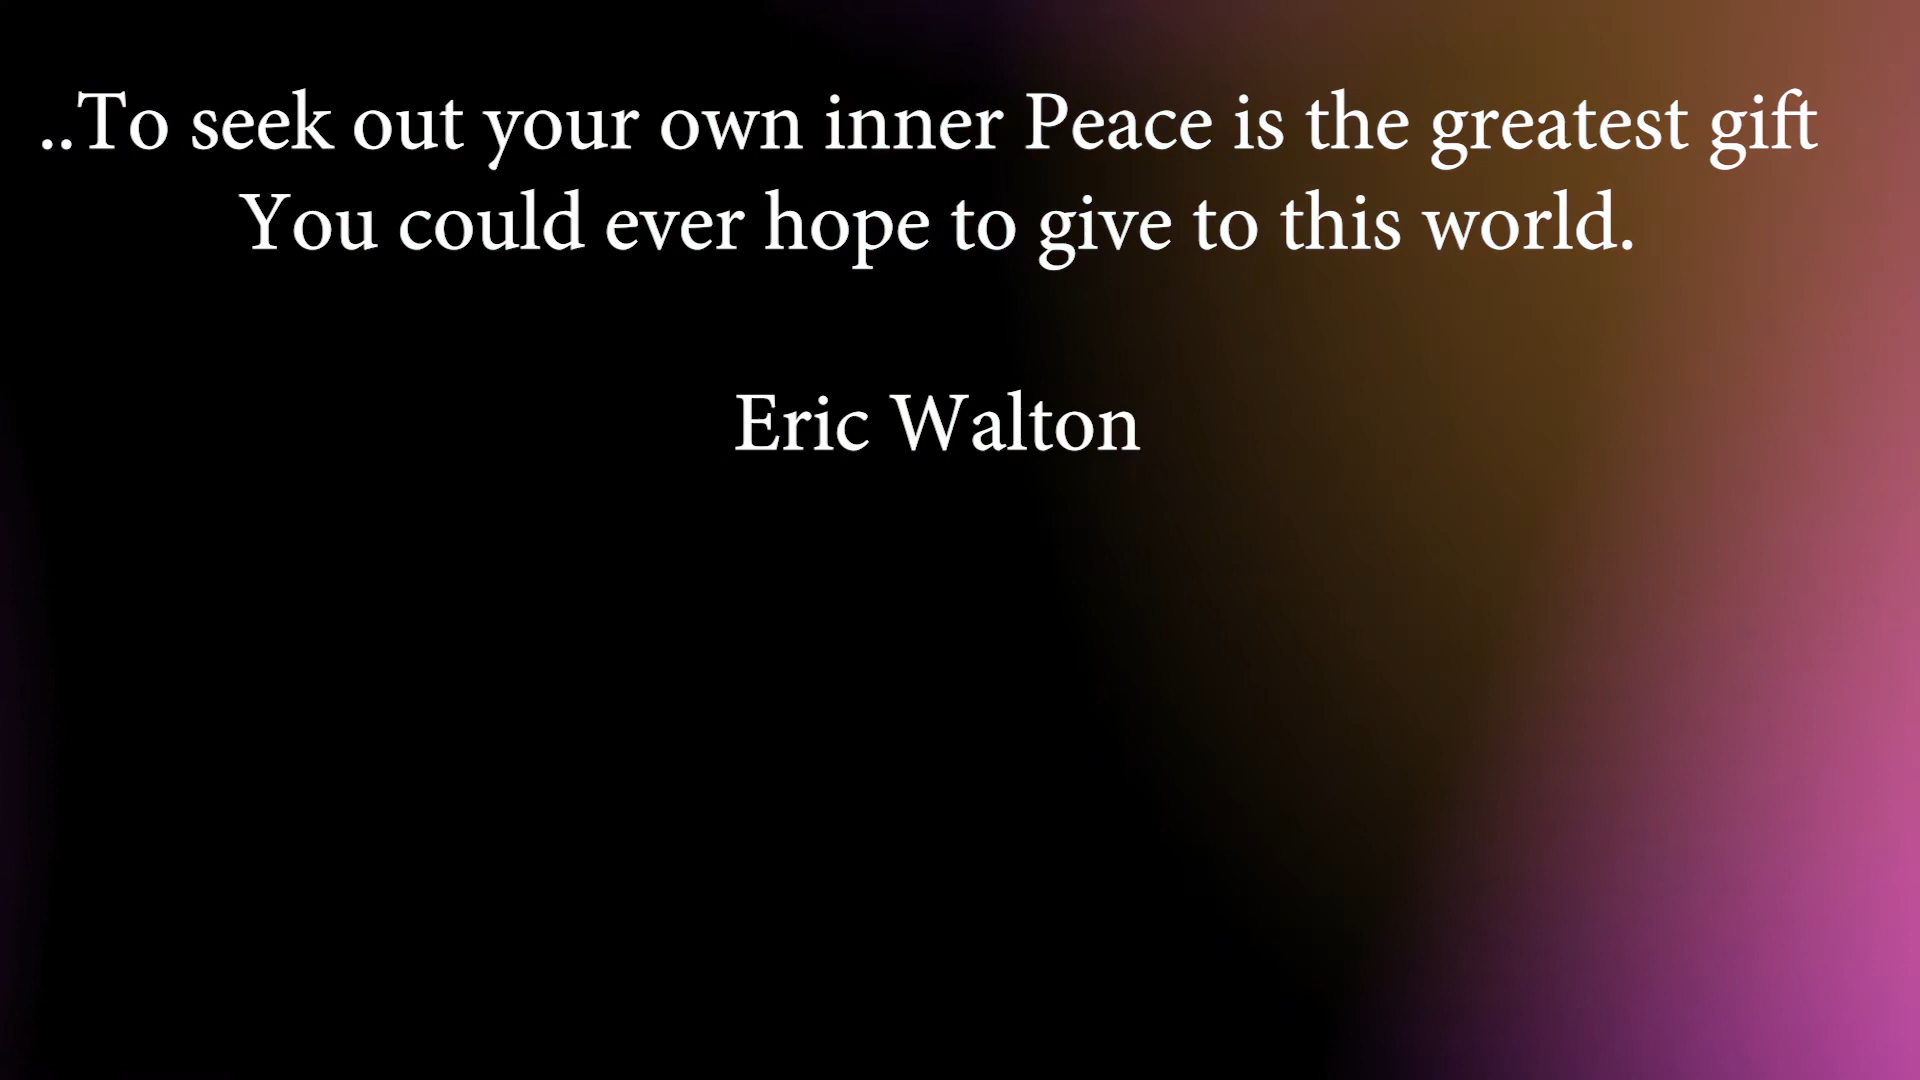 ..To seek out your own inner Peace is the greatest gift
You could ever hope to give to this world.
Eric Walton